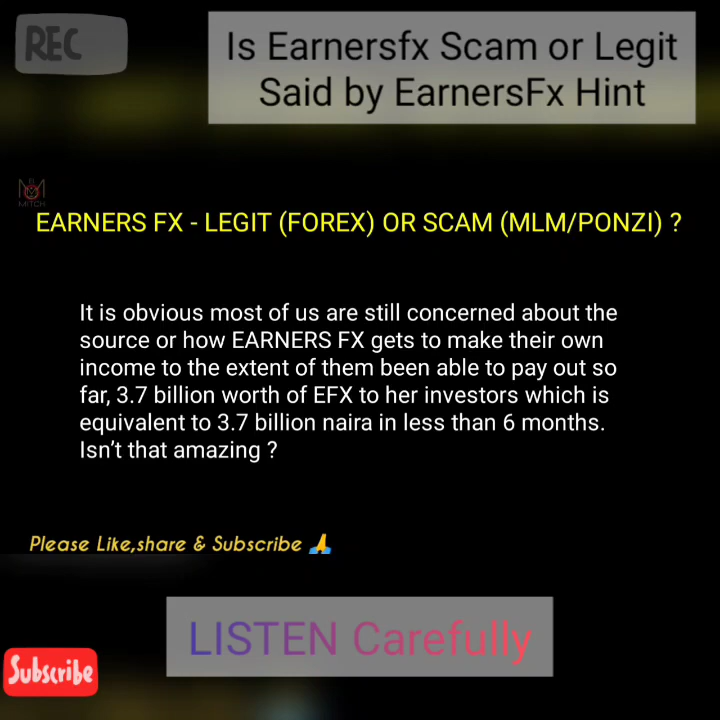 REC
Is Earnersfx Scam or Legit
Said by EarnersFx Hint
MITCH
EARNERS FX - LEGIT (FOREX) OR SCAM (MLM/PONZI) ?
It is obvious most of us are still concerned about the
source or how EARNERS FX gets to make their own
income to the extent of them been able to pay out so
far, 3.7 billion worth of EFX to her investors which is
equivalent to 3.7 billion naira in less than 6 months.
Isn't that amazing ?
Please Like,share & Subscribe 🙏
LISTEN Carefully
Subscribe